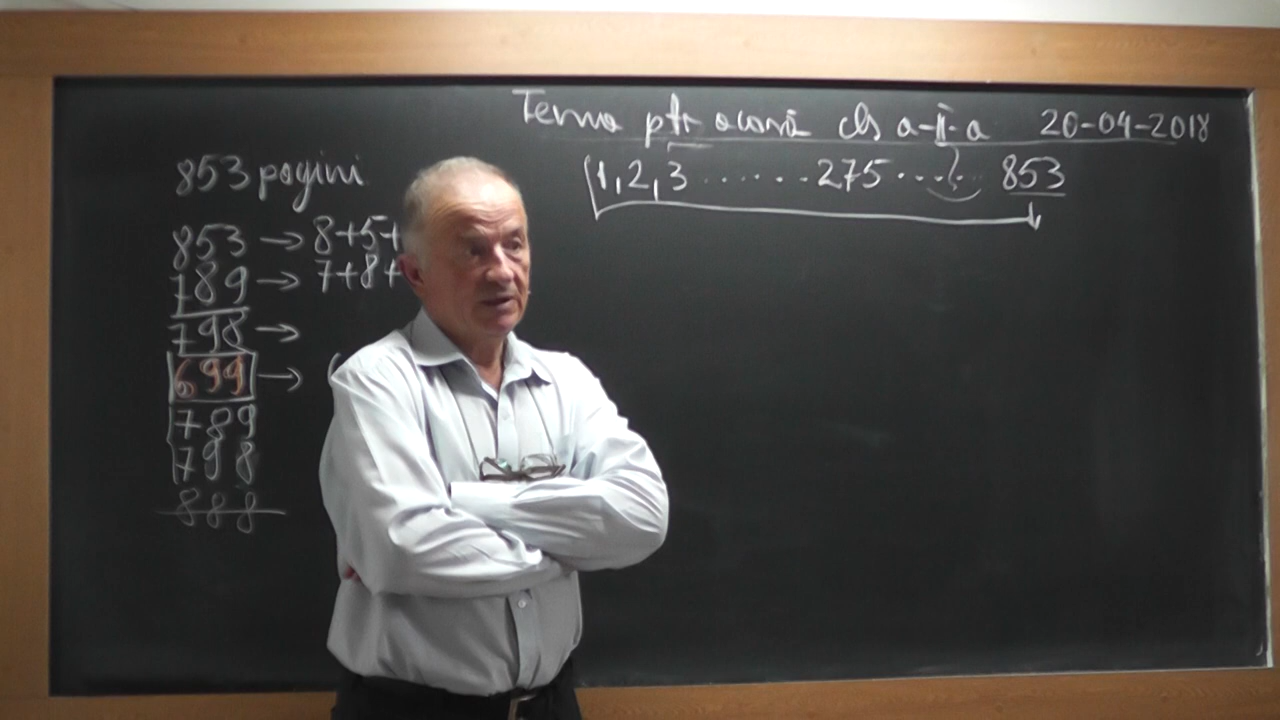 Tema ptr acasă cls a-II-a 20-04-2018
853 pagini
1, 2, 3 ....... 275 ..... 853
853 → 8+5+
789 → 7+8+
798 →
699 →
789
798
888